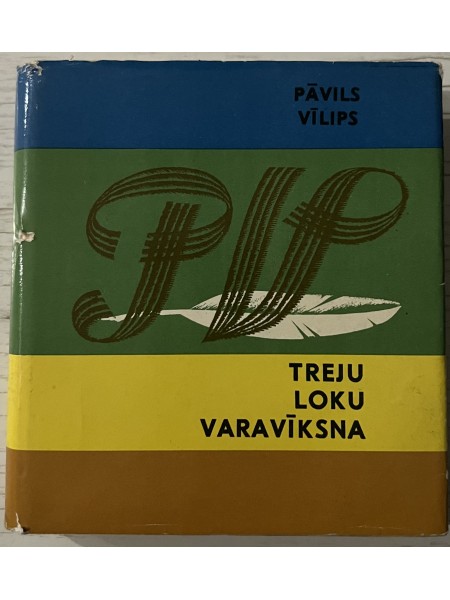 PĀVILS
VĪLIPS
PV
TREJU
LOKU
VARAVĪKSNA